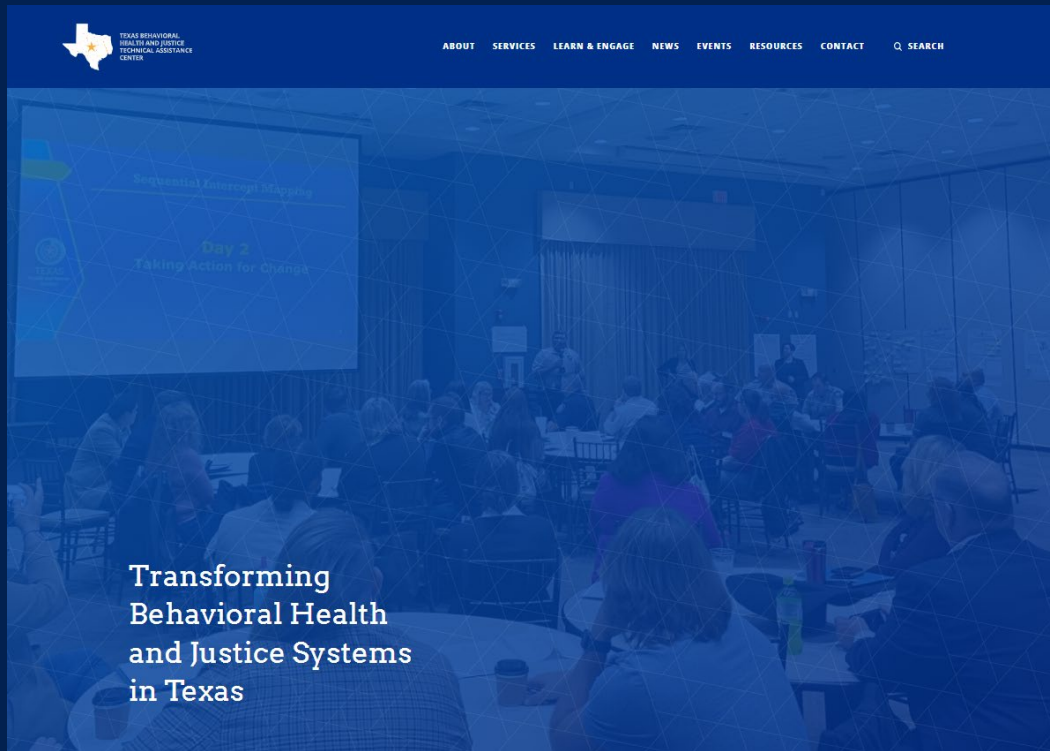 TEXAS BEHAVIORAL
HEALTH AND JUSTICE
TECHNICAL ASSISTANCE
CENTER
ABOUT SERVICES LEARN & ENGAGE NEWS EVENTS RESOURCES CONTACT SEARCH
Sequential Intercept Mapping
Day 2
Taking Action for Change
TEXAS
Transforming
Behavioral Health
and Justice Systems
in Texas